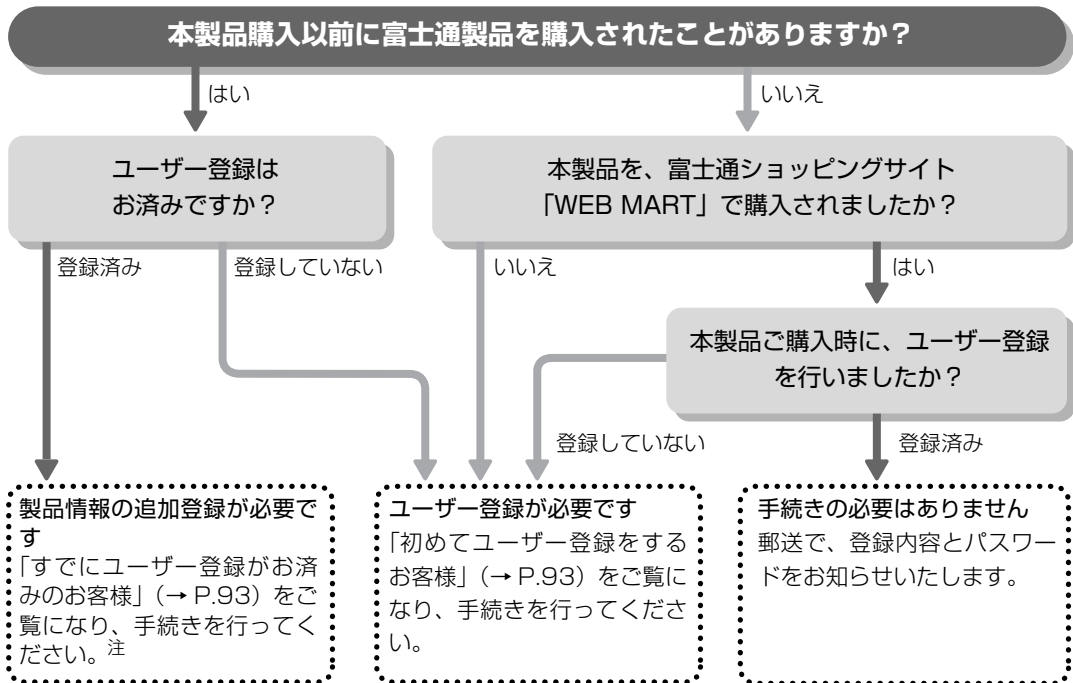 本製品購入以前に富士通製品を購入されたことがありますか？
はい
いいえ
ユーザー登録は
お済みですか？
本製品を、富士通ショッピングサイト
「WEB MART」で購入されましたか？
登録済み
登録していない
いいえ
はい
本製品ご購入時に、ユーザー登録
を行いましたか？
登録していない
登録済み
製品情報の追加登録が必要で
す
「すでにユーザー登録がお済
みのお客様」（→ P.93）をご
覧になり、手続きを行ってく
ださい。注
ユーザー登録が必要です
「初めてユーザー登録をする
お客様」（→ P.93）をご覧に
なり、手続きを行ってくださ
い。
手続きの必要はありません
郵送で、登録内容とパスワー
ドをお知らせいたします。